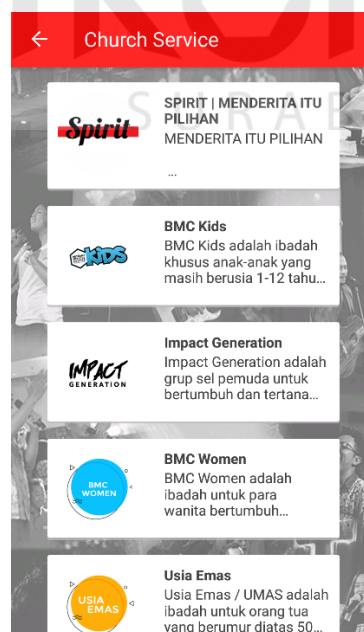 Church Service
SURAB
Spirit
SPIRIT | MENDERITA ITU
PILIHAN
MENDERITA ITU PILIHAN
...
KIDS
BMC Kids
BMC Kids adalah ibadah
khusus anak-anak yang
masih berusia 1-12 tahu...
IMPACT
GENERATION
Impact Generation
Impact Generation adalah
grup sel pemuda untuk
bertumbuh dan tertana...
BMC
WOMEN
BMC Women
BMC Women adalah
ibadah untuk para
wanita bertumbuh...
USIA
EMAS
Usia Emas
Usia Emas / UMAS adalah
ibadah untuk orang tua
yang berumur diatas 50...